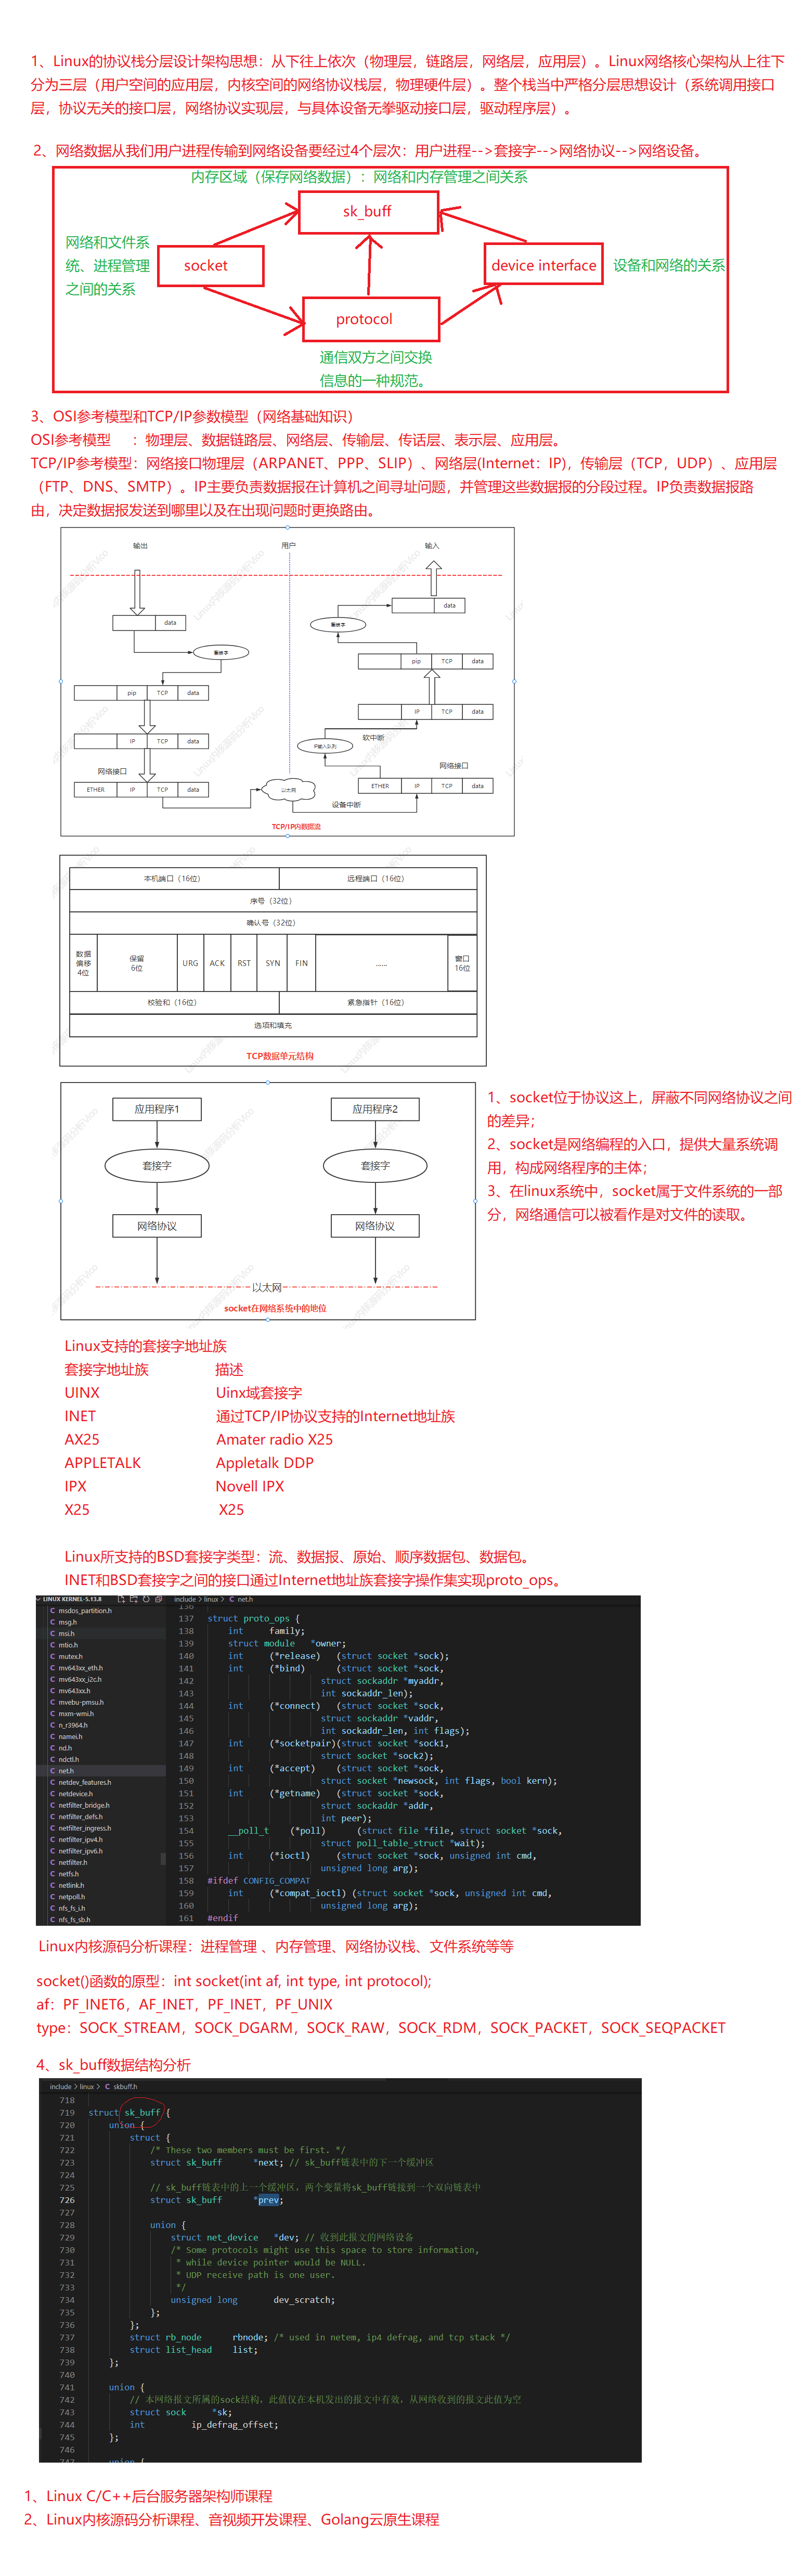 1、Linux的协议栈分层设计架构思想：从下往上依次（物理层，链路层，网络层，应用层）。Linux网络核心架构从上往下
分为三层（用户空间的应用层，内核空间的网络协议栈层，物理硬件层）。整个栈当中严格分层思想设计（系统调用接口
层，协议无关的接口层，网络协议实现层，与具体设备无拳驱动接口层，驱动程序层）。
2、网络数据从我们用户进程传输到网络设备要经过4个层次：用户进程-->套接字-->网络协议-->网络设备。
内存区域（保存网络数据）：网络和内存管理之间关系
sk_buff
网络和文件系
统、进程管理
之间的关系
socket
device interface
设备和网络的关系
protocol
通信双方之间交换
信息的一种规范。
3、OSI参考模型和TCP/IP参数模型（网络基础知识）
OSI参考模型 ：物理层、数据链路层、网络层、传输层、传话层、表示层、应用层。
TCP/IP参考模型：网络接口物理层（ARPANET、PPP、SLIP）、网络层(Internet：IP)，传输层（TCP，UDP）、应用层
（FTP、DNS、SMTP）。IP主要负责数据报在计算机之间寻址问题，并管理这些数据报的分段过程。IP负责数据报路
由，决定数据报发送到哪里以及在出现问题时更换路由。
输出 用户 输入
data
data
套接字
套接字
pip TCP data
pip TCP data
IP TCP data
IP TCP data
软中断
IP输入队列
网络接口
网络接口
ETHER IP TCP data
以太网
ETHER IP TCP data
设备中断
TCP/IP内数据流
本机端口（16位） 远程端口（16位）
序号（32位）
确认号（32位）
数据
偏移
4位
保留
6位
URG ACK RST SYN FIN ......
窗口
16位
校验和（16位） 紧急指针（16位）
选项和填充
TCP数据单元结构
应用程序1 应用程序2
套接字 套接字
网络协议 网络协议
以太网
socket在网络系统中的地位
1、socket位于协议这上，屏蔽不同网络协议之间
的差异；
2、socket是网络编程的入口，提供大量系统调
用，构成网络程序的主体；
3、在linux系统中，socket属于文件系统的一部
分，网络通信可以被看作是对文件的读取。
Linux支持的套接字地址族
套接字地址族 描述
UINX Uinx域套接字
INET 通过TCP/IP协议支持的Internet地址族
AX25 Amater radio X25
APPLETALK Appletalk DDP
IPX Novell IPX
X25 X25
Linux所支持的BSD套接字类型：流、数据报、原始、顺序数据包、数据包。
INET和BSD套接字之间的接口通过Internet地址族套接字操作集实现proto_ops。
LINUX KERNEL-5.13.8
msdos_partition.h
msg.h
msi.h
mtio.h
mutex.h
mv643xx_eth.h
mv643xx_i2c.h
mv643xx.h
mvebu-pmsu.h
mxm-wmi.h
n_r3964.h
namei.h
nd.h
ndctl.h
net.h
netdev_features.h
netdevice.h
netfilter_bridge.h
netfilter_defs.h
netfilter_ingress.h
netfilter_ipv4.h
netfilter_ipv6.h
netfilter.h
netfs.h
netlink.h
netpoll.h
nfs_fs_i.h
nfs_fs_sb.h
include > linux > C net.h
136
137 struct proto_ops {
138 int family;
139 struct module *owner;
140 int (*release) (struct socket *sock);
141 int (*bind) (struct socket *sock,
142 struct sockaddr *myaddr,
143 int sockaddr_len);
144 int (*connect) (struct socket *sock,
145 struct sockaddr *vaddr,
146 int sockaddr_len, int flags);
147 int (*socketpair)(struct socket *sock1,
148 struct socket *sock2);
149 int (*accept) (struct socket *sock,
150 struct socket *newsock, int flags, bool kern);
151 int (*getname) (struct socket *sock,
152 struct sockaddr *addr,
153 int peer);
154 __poll_t (*poll) (struct file *file, struct socket *sock,
155 struct poll_table_struct *wait);
156 int (*ioctl) (struct socket *sock, unsigned int cmd,
157 unsigned long arg);
158 #ifdef CONFIG_COMPAT
159 int (*compat_ioctl) (struct socket *sock, unsigned int cmd,
160 unsigned long arg);
161 #endif
Linux内核源码分析课程：进程管理 、内存管理、网络协议栈、文件系统等等
socket()函数的原型：int socket(int af, int type, int protocol);
af：PF_INET6，AF_INET，PF_INET，PF_UNIX
type：SOCK_STREAM，SOCK_DGARM，SOCK_RAW，SOCK_RDM，SOCK_PACKET，SOCK_SEQPACKET
4、sk_buff数据结构分析
include > linux > C skbuff.h
718
719 struct sk_buff {
720 union {
721 struct {
722 /* These two members must be first. */
723 struct sk_buff *next; // sk_buff链表中的下一个缓冲区
724
725 // sk_buff链表中的上一个缓冲区，两个变量将sk_buff链接到一个双向链表中
726 struct sk_buff *prev;
727
728 union {
729 struct net_device *dev; // 收到此报文的网络设备
730 /* Some protocols might use this space to store information,
731 * while device pointer would be NULL.
732 * UDP receive path is one user.
733 */
734 unsigned long dev_scratch;
735 };
736 };
737 struct rb_node rbnode; /* used in netem, ip4 defrag, and tcp stack */
738 struct list_head list;
739 };
740
741 union {
742 // 本网络报文所属的sock结构，此值仅在本机发出的报文中有效，从网络收到的报文此值为空
743 struct sock *sk;
744 int ip_defrag_offset;
745 };
746
747 union {
1、Linux C/C++后台服务器架构师课程
2、Linux内核源码分析课程、音视频开发课程、Golang云原生课程